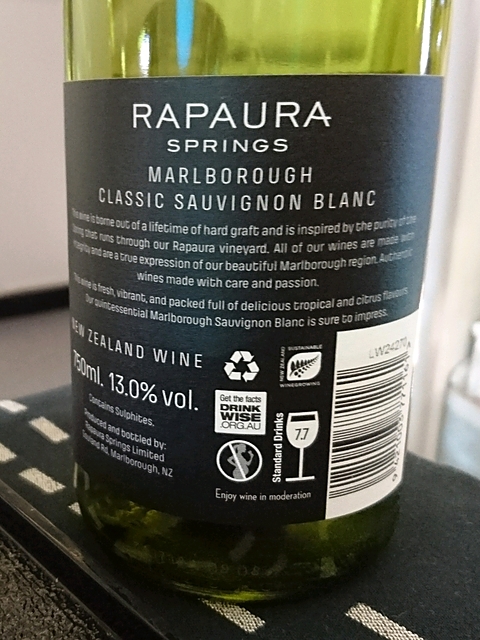 RAPAURA
SPRINGS
MARLBOROUGH
CLASSIC SAUVIGNON BLANC
This wine is borne out of a lifetime of hard graft and is inspired by the purity of the
spring that runs through our Rapaura vineyard. All of our wines are made with
integrity and are a true expression of our beautiful Marlborough region. Authentic
wines made with care and passion.
This wine is fresh, vibrant, and packed full of delicious tropical and citrus flavours.
Our quintessential Marlborough Sauvignon Blanc is sure to impress.
NEW ZEALAND WINE
750ml. 13.0% vol.
Contains Sulphites.
Produced and bottled by:
Rapaura Springs Limited
Rd, Marlborough, NZ
NEW ZEALAND
SUSTAINABLE
WINEGROWING
Get the facts
DRINK
WISE
.ORG.AU
Standard Drinks
7.7
Enjoy wine in moderation